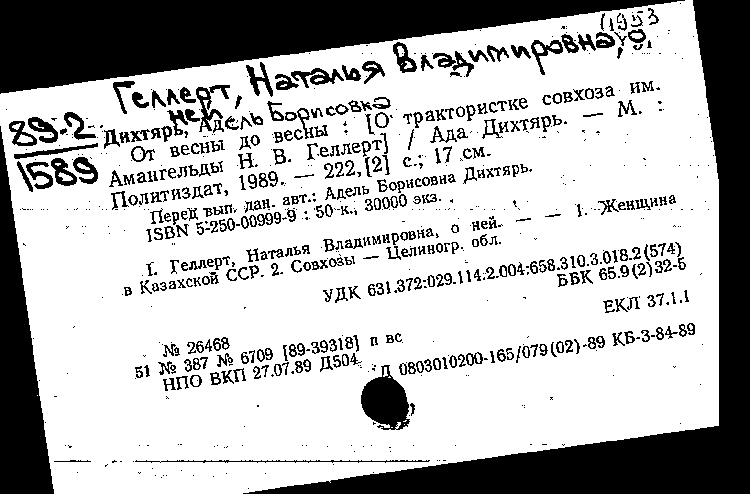 (1953
Геллерт, Наталья Владимировна, о
ней
89-2
1589
Дихтярь, Адель Борисовна
От весны до весны : [О трактористке совхоза им.
Амангельды Н. В. Геллерт] / Ада Дихтярь. — М. :
Политиздат, 1989. — 222,[2] с.; 17 см.
Перед вып. дан. авт.: Адель Борисовна Дихтярь.
ISBN 5-250-00999-9 : 50 к., 30000 экз.
I. Геллерт, Наталья Владимировна, о ней. — — 1. Женщина
в Казахской ССР. 2. Совхозы — Целиногр. обл.
УДК 631.372:029.114.2.004:658.310.3.018.2(574)
ББК 65.9(2)32-6
ЕКЛ 37.1.1
№ 26468
51 № 387 № 6709 [89-39318] п вс
НПО ВКП 27.07.89 Д504
Д 0803010200-165/079(02)-89 КБ-3-84-89